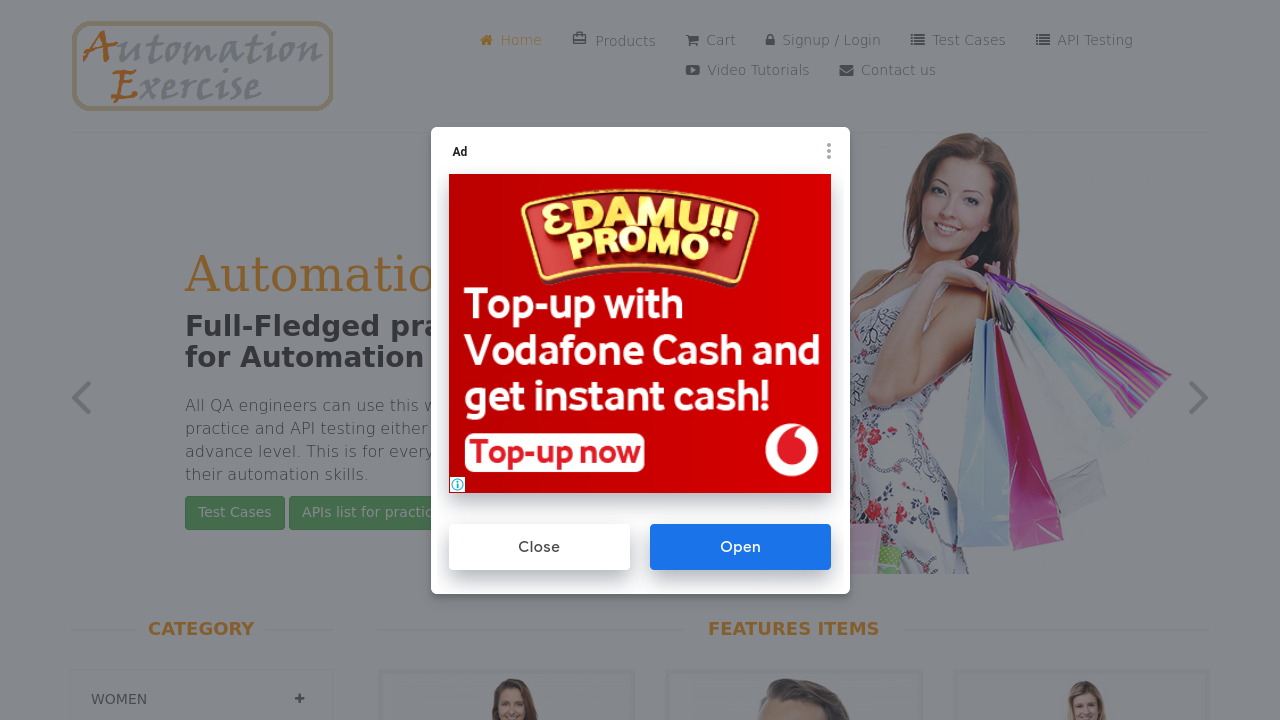 Automation
Exercise
Home
Products
Cart
Signup / Login
Test Cases
API Testing
Video Tutorials
Contact us
Ad
ƐDAMU!!
PROMO
Top-up with
Vodafone Cash and
get instant cash!
Top-up now
Close
Open
Automatio
Full-Fledged pra
for Automation
All QA engineers can use this w
practice and API testing either
advance level. This is for every
their automation skills.
Test Cases
APIs list for practic
CATEGORY
FEATURES ITEMS
WOMEN